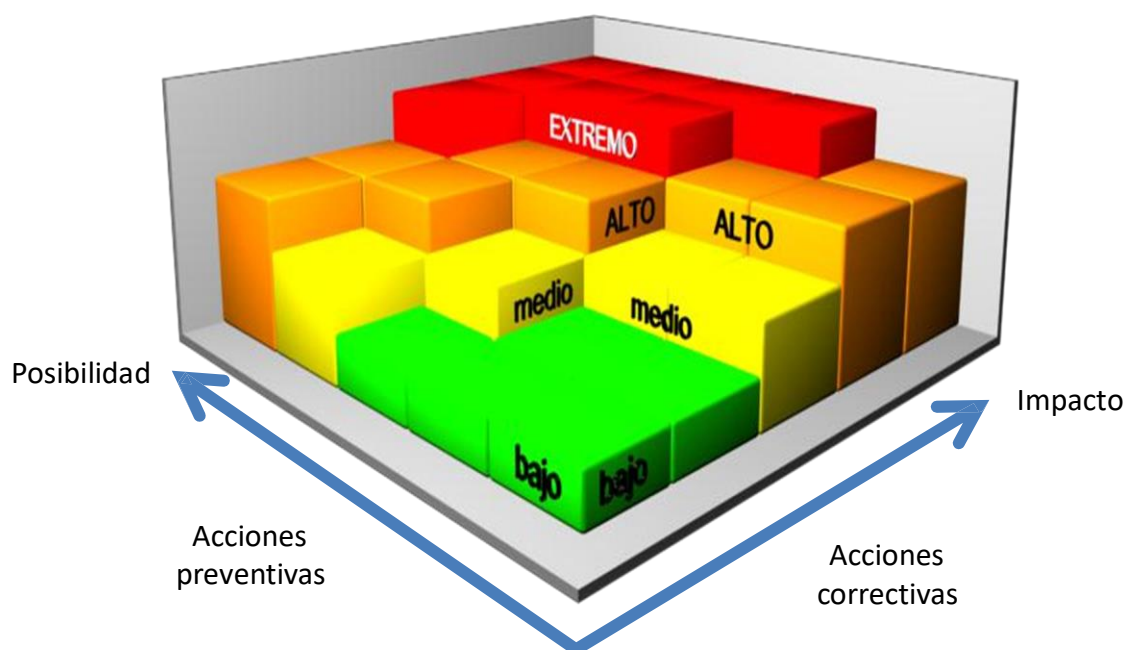 EXTREMO
ALTO
ALTO
medio
medio
Posibilidad
Impacto
bajo
bajo
Acciones
preventivas
Acciones
correctivas